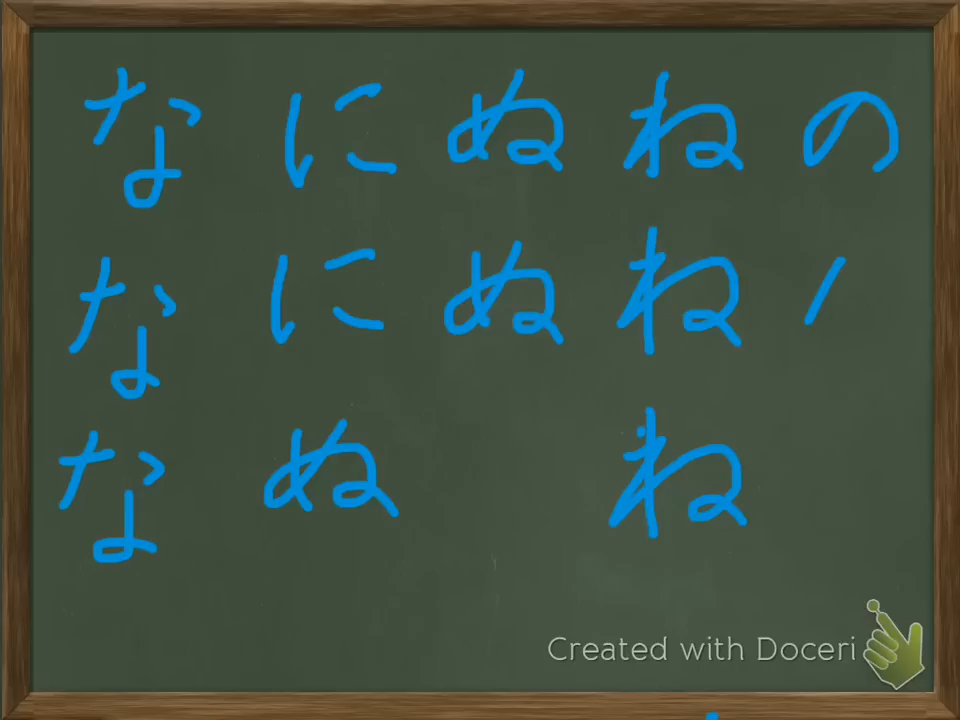 な に ぬ ね の
な に ぬ ね
な ぬ ね
Created with Doceri